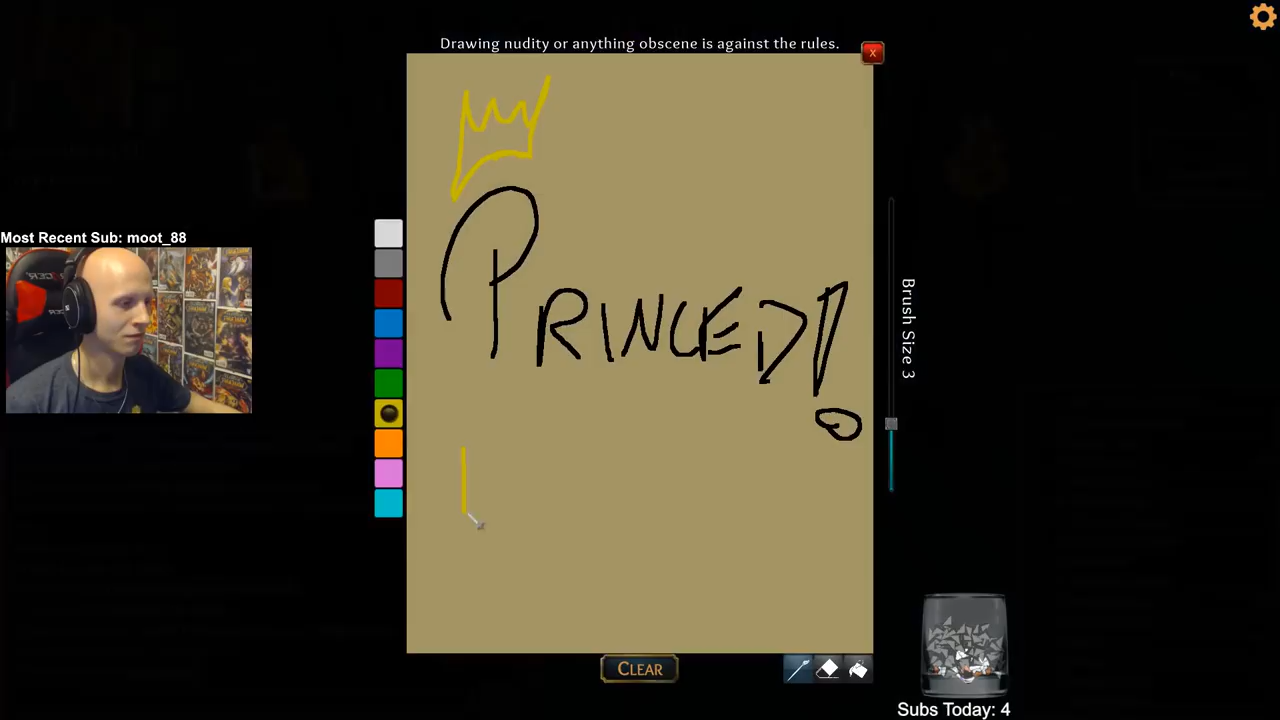 Drawing nudity or anything obscene is against the rules.
X
PRINCED!
Most Recent Sub: moot_88
Brush Size 3
CLEAR
Subs Today: 4